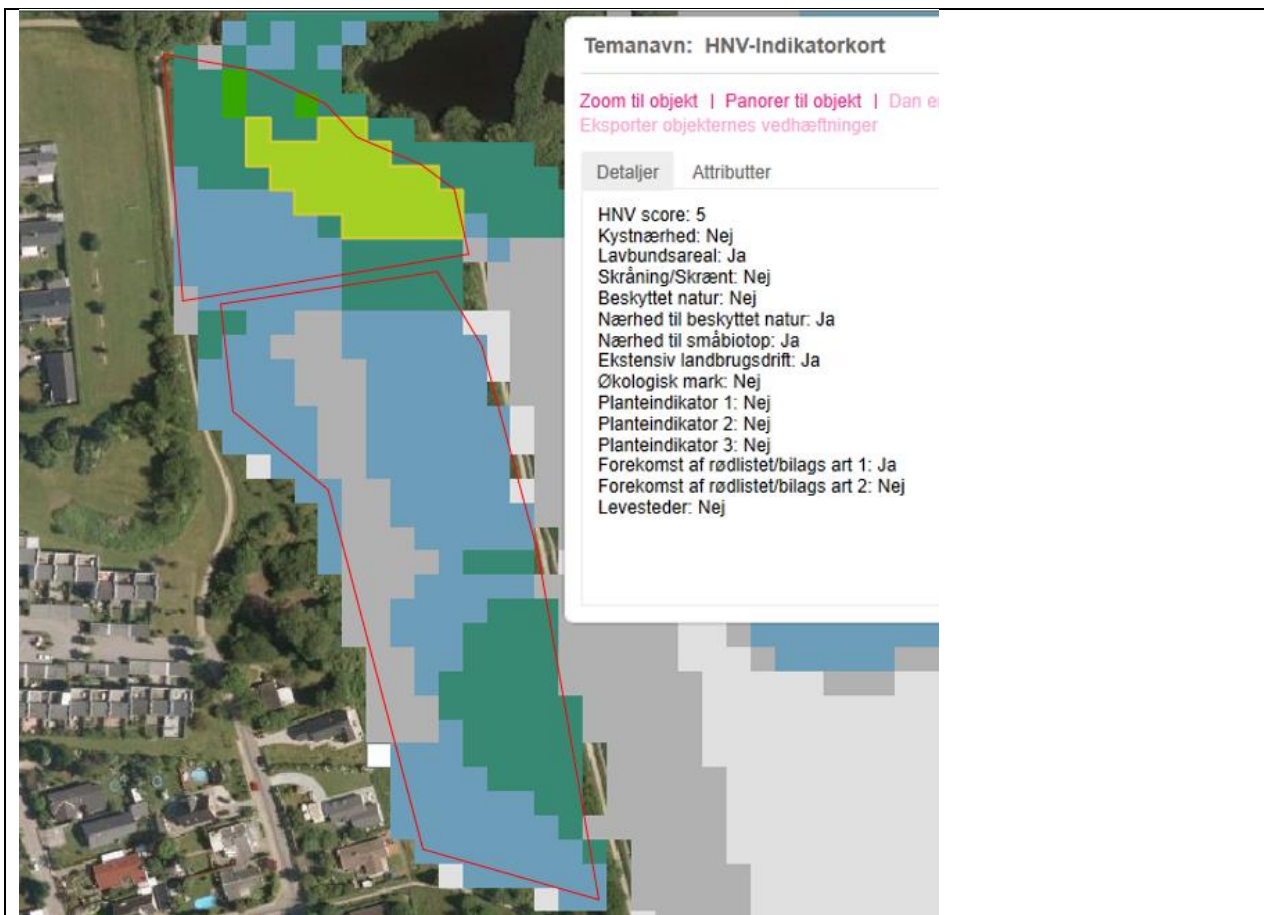 Temanavn: HNV-Indikatorkort
Zoom til objekt | Panorer til objekt | Dan
Eksporter objekternes vedhæftninger
Detaljer Attributter
HNV score: 5
Kystnærhed: Nej
Lavbundsareal: Ja
Skråning/Skrænt: Nej
Beskyttet natur: Nej
Nærhed til beskyttet natur: Ja
Nærhed til småbiotop: Ja
Ekstensiv landbrugsdrift: Ja
Økologisk mark: Nej
Planteindikator 1: Nej
Planteindikator 2: Nej
Planteindikator 3: Nej
Forekomst af rødlistet/bilags art 1: Ja
Forekomst af rødlistet/bilags art 2: Nej
Levesteder: Nej